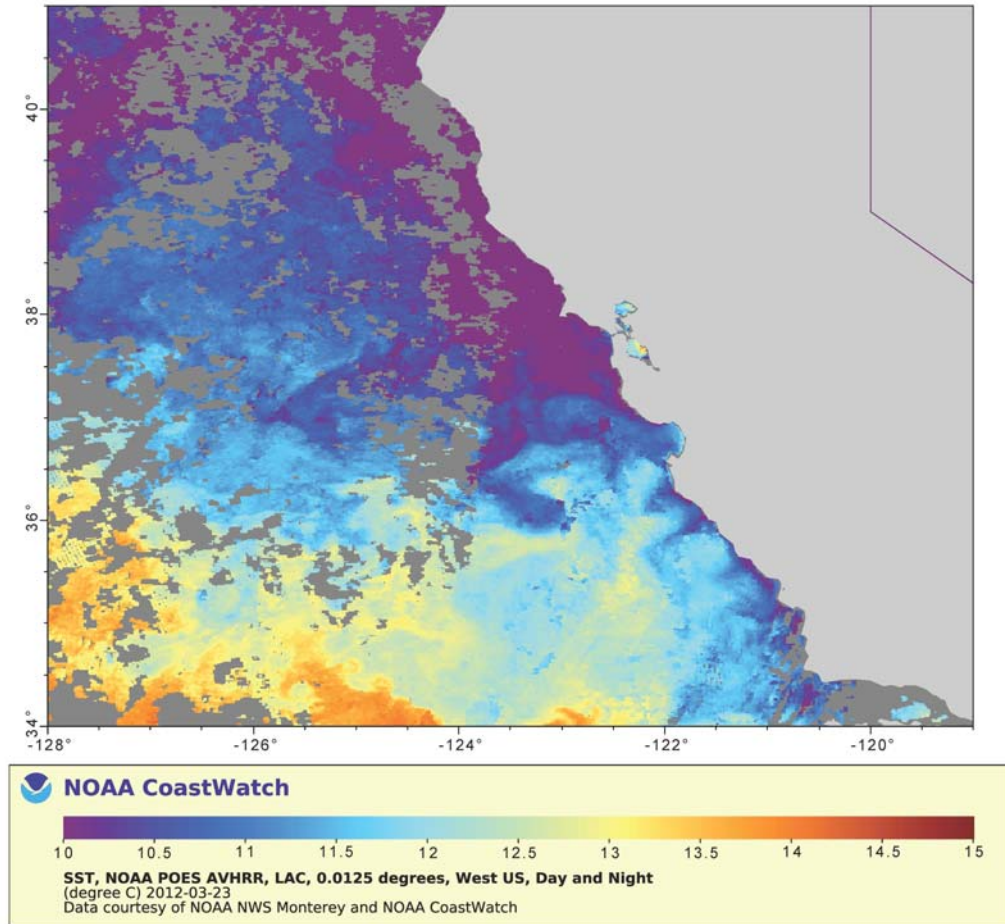 40°
38°
36°
34°
-128° -126° -124° -122° -120°
NOAA CoastWatch
10 10.5 11 11.5 12 12.5 13 13.5 14 14.5 15
SST, NOAA POES AVHRR, LAC, 0.0125 degrees, West US, Day and Night
(degree C) 2012-03-23
Data courtesy of NOAA NWS Monterey and NOAA CoastWatch